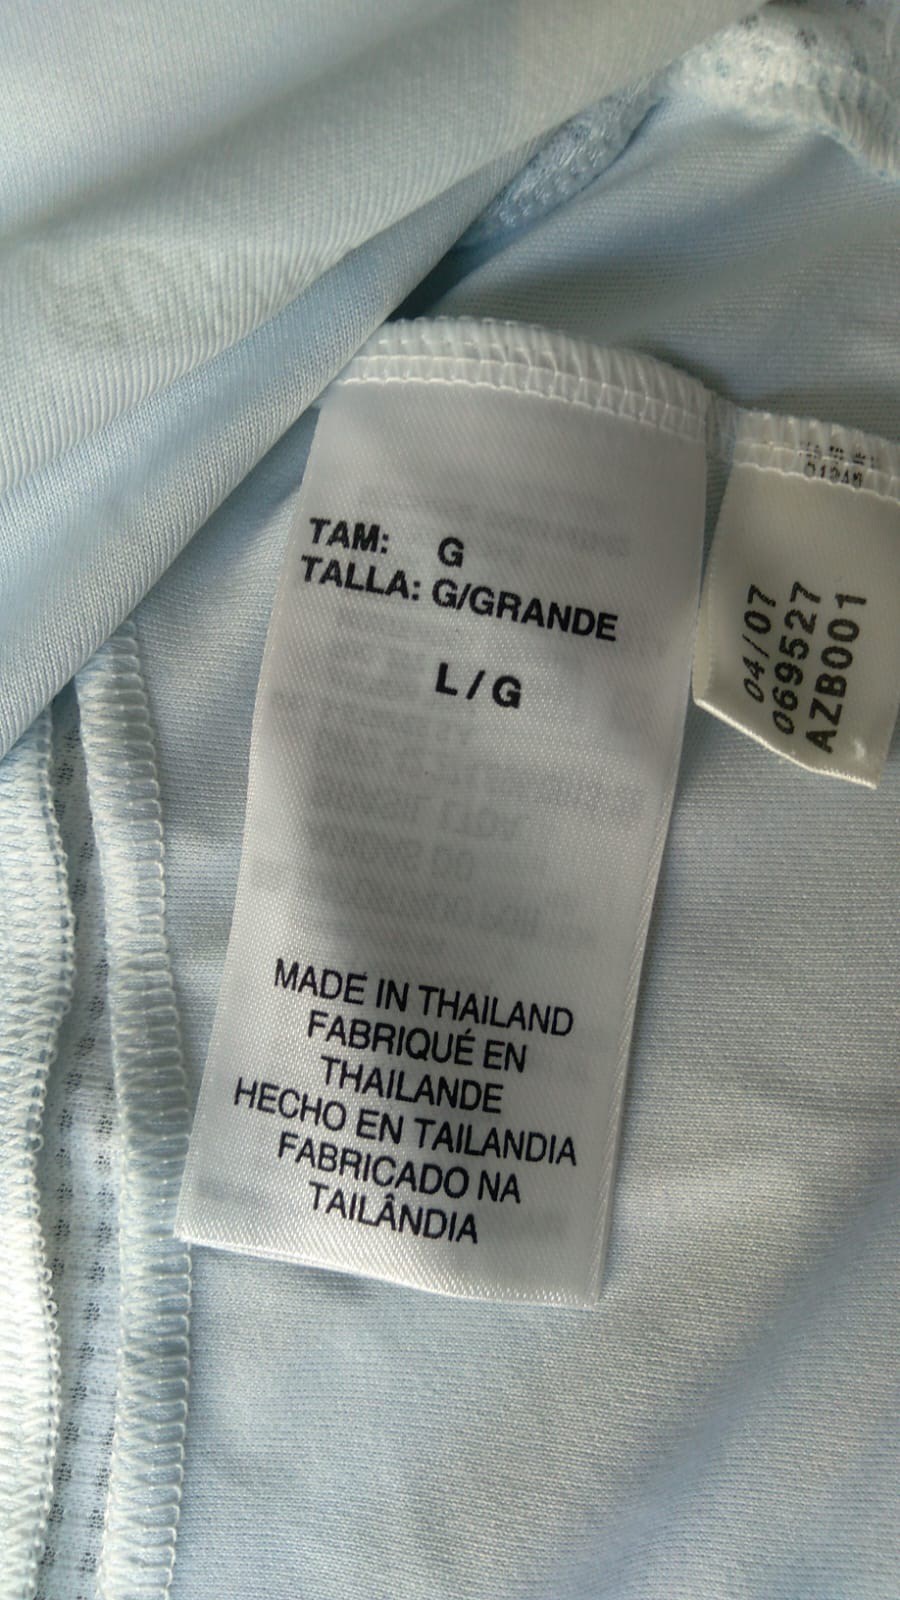 TAM: G
TALLA: G/GRANDE
L / G
MADE IN THAILAND
FABRIQUÉ EN
THAILANDE
HECHO EN TAILANDIA
FABRICADO NA
TAILÂNDIA
04/07
069527
AZB001